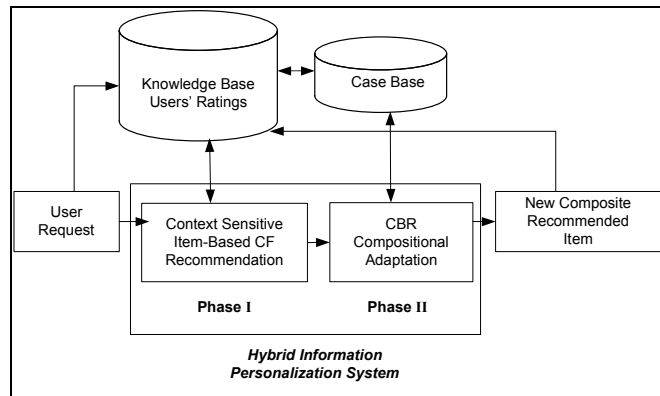 Knowledge Base
Users' Ratings
Case Base
User
Request
Context Sensitive
Item-Based CF
Recommendation
CBR
Compositional
Adaptation
New Composite
Recommended
Item
Phase I
Phase II
Hybrid Information
Personalization System